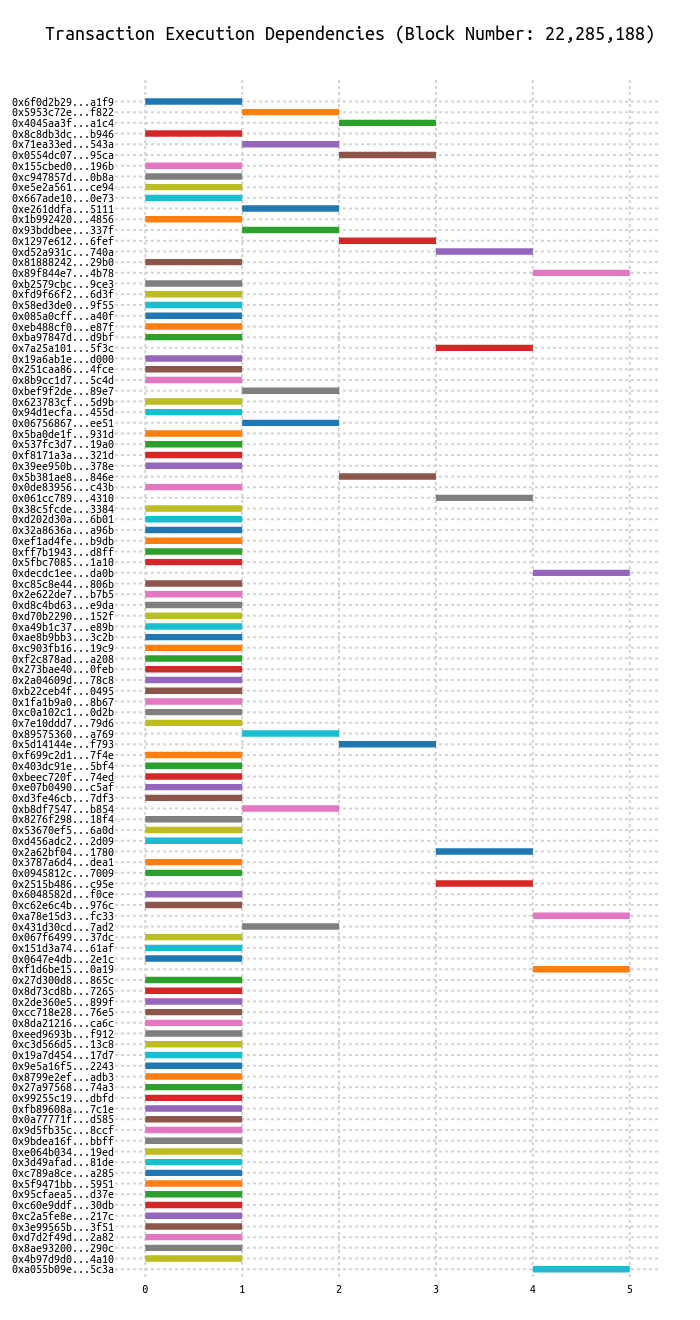 Transaction Execution Dependencies (Block Number: 22,285,188)
0x6f0d2b29...a1f9
0x5953c72e...f822
0x4045aa3f...a1c4
0x8c8db3dc...b946
0x71ea33ed...543a
0x0554dc07...95ca
0x155cbed0...196b
0xc947857d...0b8a
0xe5e2a561...ce94
0x667ade10...0e73
0xe261ddfa...5111
0x1b992420...4856
0x93bddbee...337f
0x1297e612...6fef
0xd52a931c...740a
0x81888242...29b0
0x89f844e7...4b78
0xb2579cbc...9ce3
0xfd9f66f2...6d3f
0x58ed3de0...9f55
0x085a0cff...a40f
0xeb488cf0...e87f
0xba97847d...d9bf
0x7a25a101...5f3c
0x19a6ab1e...d000
0x251caa86...4fce
0x8b9cc1d7...5c4d
0xbef9f2de...89e7
0x623783cf...5d9b
0x94d1ecfa...455d
0x06756867...ee51
0x5ba0de1f...931d
0x537fc3d7...19a0
0xf8171a3a...321d
0x39ee950b...378e
0x5b381ae8...846e
0x0de83956...c43b
0x061cc789...4310
0x38c5fcde...3384
0xd202d30a...6b01
0x32a8636a...a96b
0xef1ad4fe...b9db
0xff7b1943...d8ff
0x5fbc7085...1a10
0xdecdc1ee...da0b
0xc85c8e44...806b
0x2e622de7...b7b5
0xd8c4bd63...e9da
0xd70b2290...152f
0xa49b1c37...e89b
0xae8b9bb3...3c2b
0xc903fb16...19c9
0xf2c878ad...a208
0x273bae40...0feb
0x2a04609d...78c8
0xb22ceb4f...0495
0x1fa1b9a0...8b67
0xc0a102c1...0d2b
0x7e10ddd7...79d6
0x89575360...a769
0x5d14144e...f793
0xf699c2d1...7f4e
0x403dc91e...5bf4
0xbeec720f...74ed
0xe07b0490...c5af
0xd3fe46cb...7df3
0xb8df7547...b854
0x8276f298...18f4
0x53670ef5...6a0d
0xd456adc2...2d09
0x2a62bf04...1780
0x3787a6d4...dea1
0x0945812c...7009
0x2515b486...c95e
0x6048582d...f0ce
0xc62e6c4b...976c
0xa78e15d3...fc33
0x431d30cd...7ad2
0x067f6499...37dc
0x151d3a74...61af
0x0647e4db...2e1c
0xf1d6be15...0a19
0x27d300d8...865c
0x8d73cd8b...7265
0x2de360e5...899f
0xcc718e28...76e5
0x8da21216...ca6c
0xeed9693b...f912
0xc3d566d5...13c8
0x19a7d454...17d7
0x9e5a16f5...2243
0x8799e2ef...adb3
0x27a97568...74a3
0x99255c19...dbfd
0xfb89608a...7c1e
0x0a77771f...d585
0x9d5fb35c...8ccf
0x9bdea16f...bbff
0xe064b034...19ed
0x3d49afad...81de
0xc789a8ce...a285
0x5f9471bb...5951
0x95cfaea5...d37e
0xc60e9ddf...30db
0xc2a5fe8e...217c
0x3e99565b...3f51
0xd7d2f49d...2a82
0x8ae93200...290c
0x4b97d9d0...4a10
0xa055b09e...5c3a
0 1 2 3 4 5